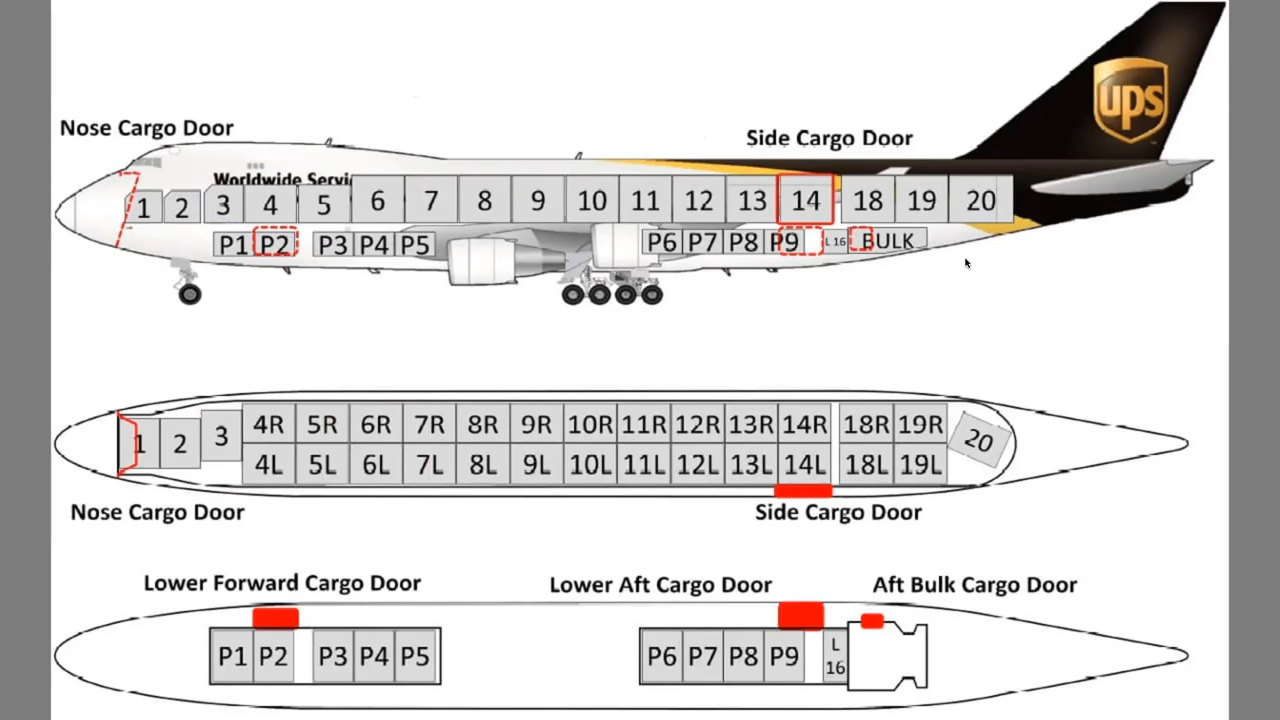 Nose Cargo Door
Side Cargo Door
ups
Worldwide Servi
1 2 3 4 5 6 7 8 9 10 11 12 13 14 18 19 20
P1 P2 P3 P4 P5 P6 P7 P8 P9 L 16 BULK
4R 5R 6R 7R 8R 9R 10R 11R 12R 13R 14R 18R 19R
1 2 3 20
4L 5L 6L 7L 8L 9L 10L 11L 12L 13L 14L 18L 19L
Nose Cargo Door
Side Cargo Door
Lower Forward Cargo Door
Lower Aft Cargo Door
Aft Bulk Cargo Door
P1 P2 P3 P4 P5 P6 P7 P8 P9 L
16